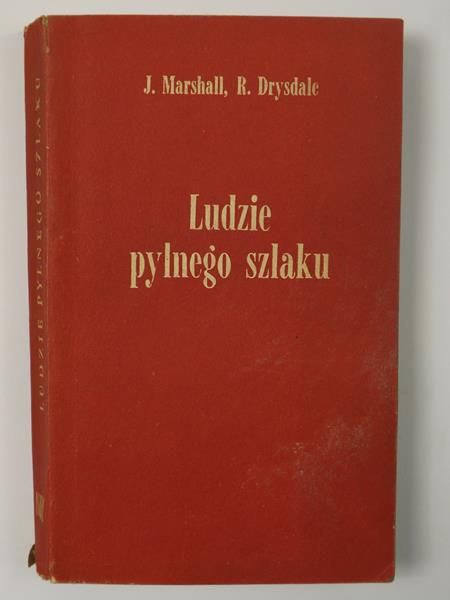 J. Marshall, R. Drysdale
Ludzie
pylnego szlaku
LUDZIE PYLNEGO SZLAKU